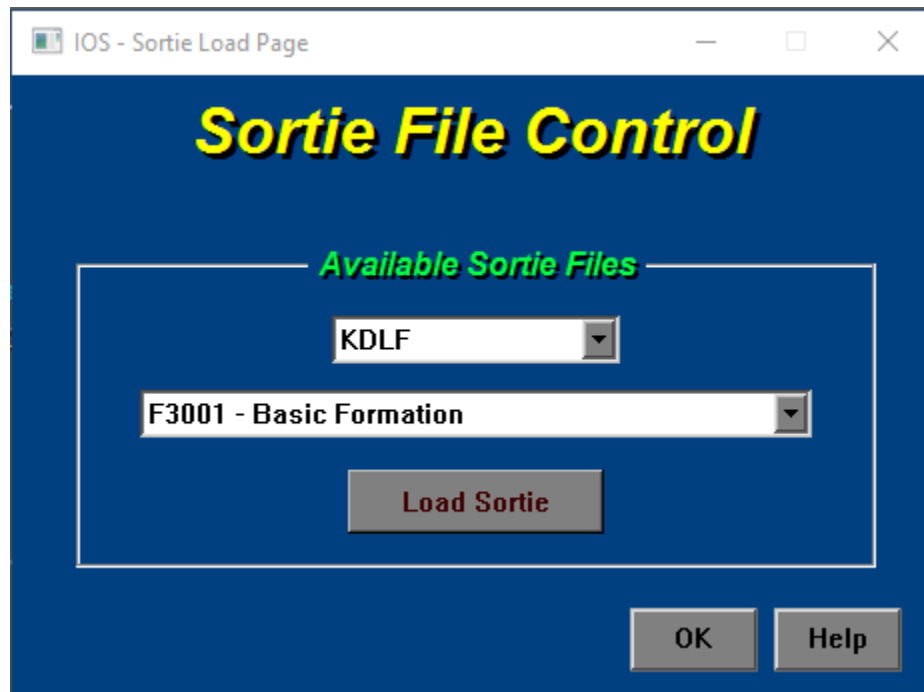 IOS - Sortie Load Page
Sortie File Control
Available Sortie Files
KDLF
F3001 - Basic Formation
Load Sortie
OK Help